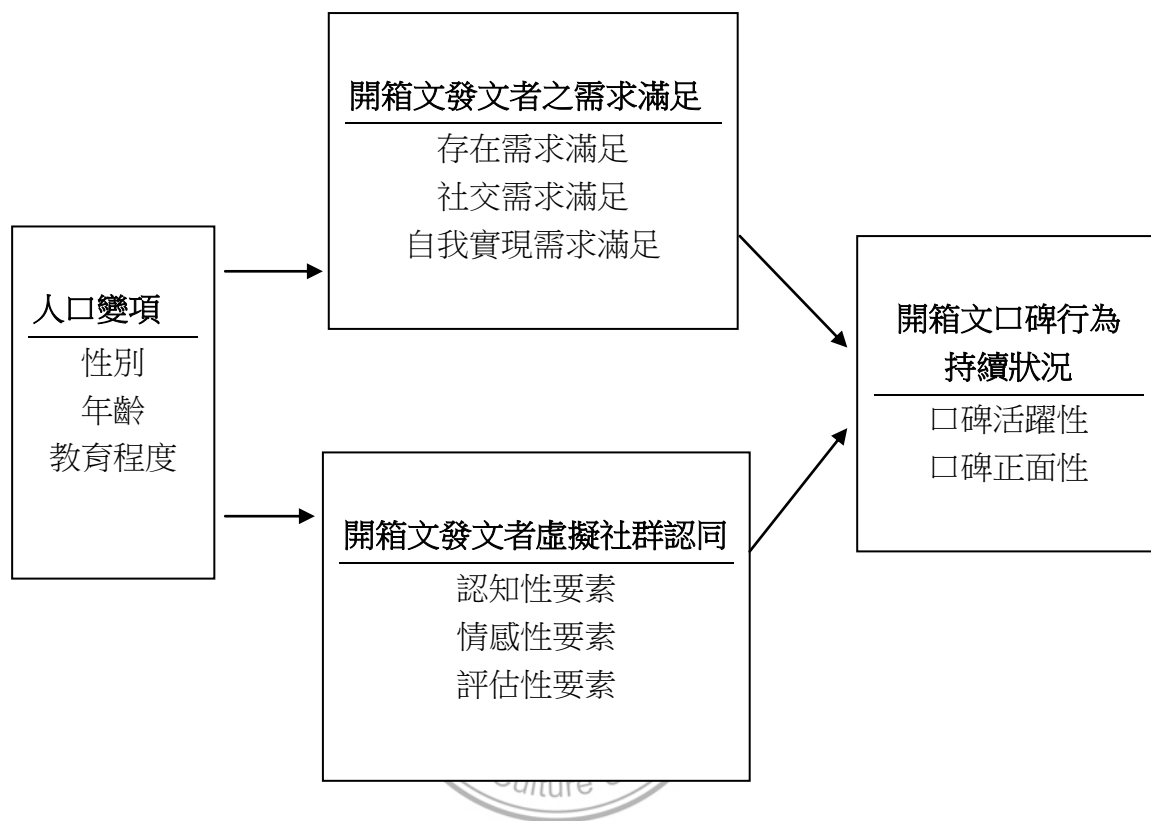 人口變項
性別
年齡
教育程度
開箱文發文者之需求滿足
存在需求滿足
社交需求滿足
自我實現需求滿足
開箱文發文者虛擬社群認同
認知性要素
情感性要素
評估性要素
開箱文口碑行為
持續狀況
口碑活躍性
口碑正面性
Culture